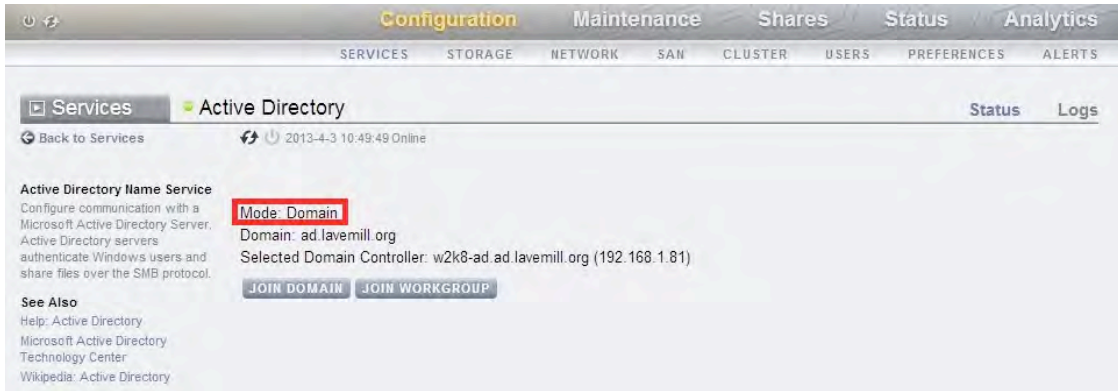 Configuration Maintenance Shares Status Analytics
SERVICES STORAGE NETWORK SAN CLUSTER USERS PREFERENCES ALERTS
Services Active Directory Status Logs
Back to Services 2013-4-3 10:49:49 Online
Active Directory Name Service
Configure communication with a
Microsoft Active Directory Server.
Active Directory servers
authenticate Windows users and
share files over the SMB protocol.
See Also
Help: Active Directory
Microsoft Active Directory
Technology Center
Wikipedia: Active Directory
Mode: Domain
Domain: ad.lavemill.org
Selected Domain Controller: w2k8-ad.ad.lavemill.org (192.168.1.81)
JOIN DOMAIN JOIN WORKGROUP